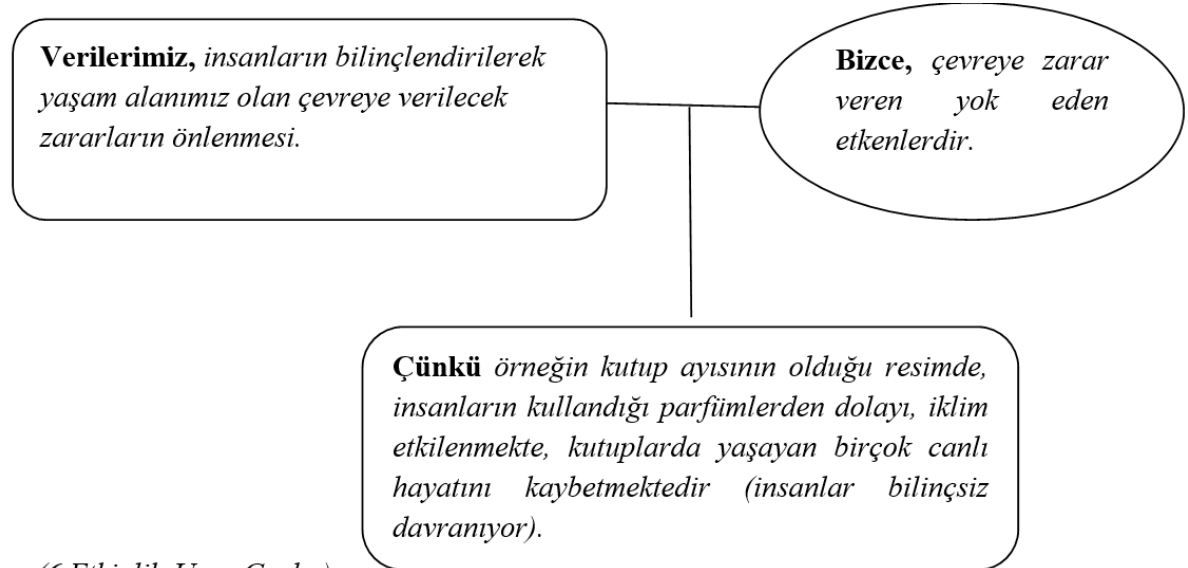 Verilerimiz, insanların bilinçlendirilerek
yaşam alanımız olan çevreye verilecek
zararların önlenmesi.
Bizce, çevreye zarar
veren yok eden
etkenlerdir.
Çünkü örneğin kutup ayısının olduğu resimde,
insanların kullandığı parfümlerden dolayı, iklim
etkilenmekte, kutuplarda yaşayan birçok canlı
hayatını kaybetmektedir (insanlar bilinçsiz
davranıyor).